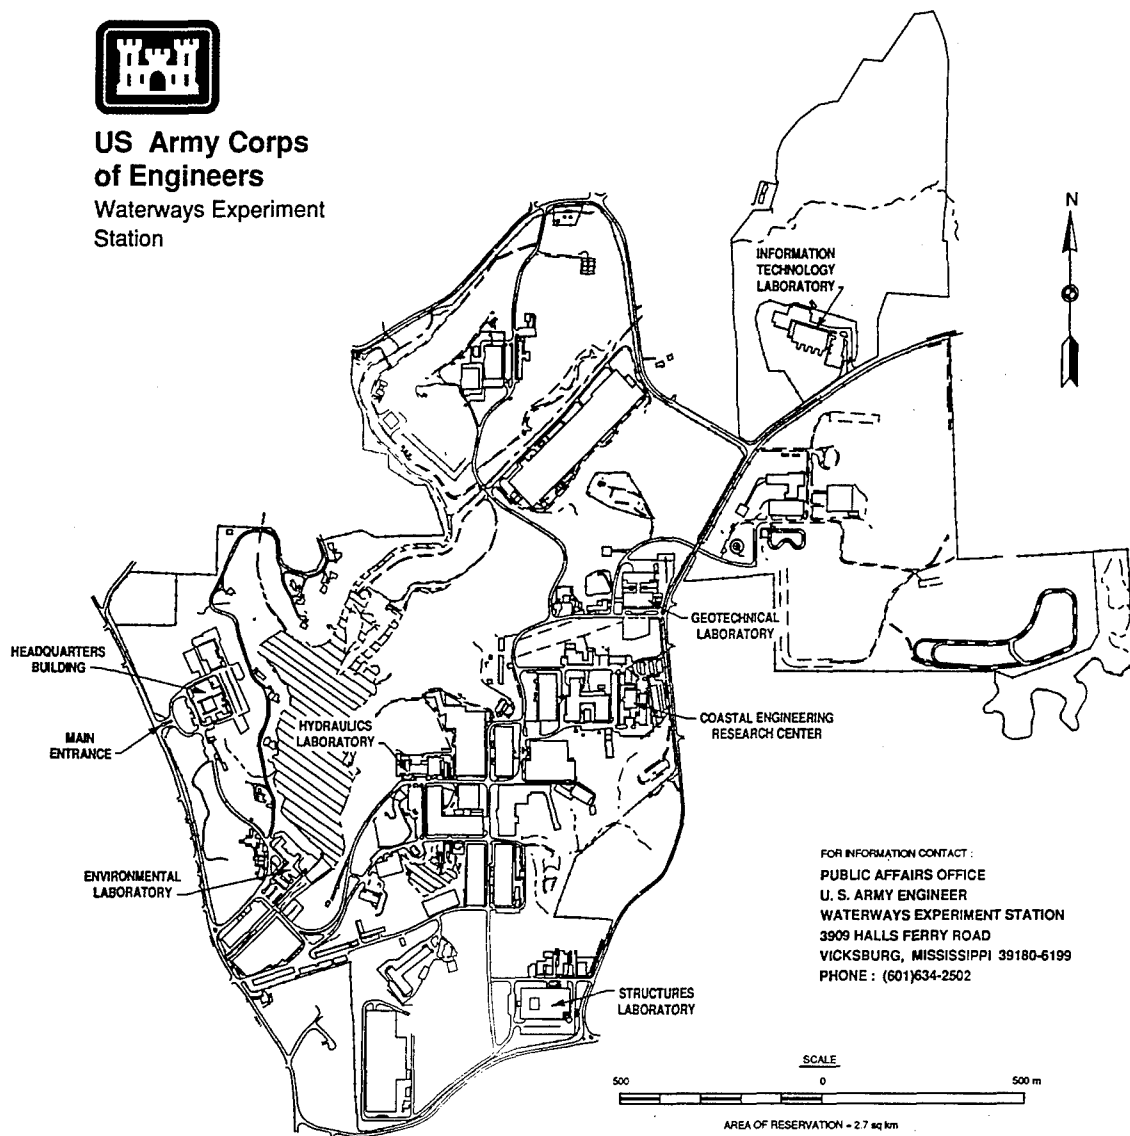 US Army Corps
of Engineers
Waterways Experiment
Station
N
INFORMATION
TECHNOLOGY
LABORATORY
GEOTECHNICAL
LABORATORY
HEADQUARTERS
BUILDING
MAIN
ENTRANCE
HYDRAULICS
LABORATORY
COASTAL ENGINEERING
RESEARCH CENTER
ENVIRONMENTAL
LABORATORY
STRUCTURES
LABORATORY
FOR INFORMATION CONTACT :
PUBLIC AFFAIRS OFFICE
U. S. ARMY ENGINEER
WATERWAYS EXPERIMENT STATION
3909 HALLS FERRY ROAD
VICKSBURG, MISSISSIPPI 39180-6199
PHONE : (601)634-2502
SCALE
500 0 500 m
AREA OF RESERVATION = 2.7 sq km